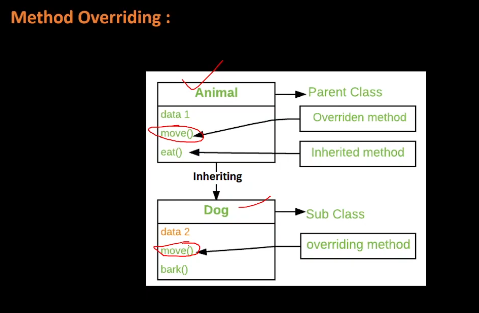 Method Overriding :
Animal
Parent Class
data 1
Overriden method
move()
eat()
Inherited method
Inheriting
Dog
Sub Class
data 2
move()
overriding method
bark()